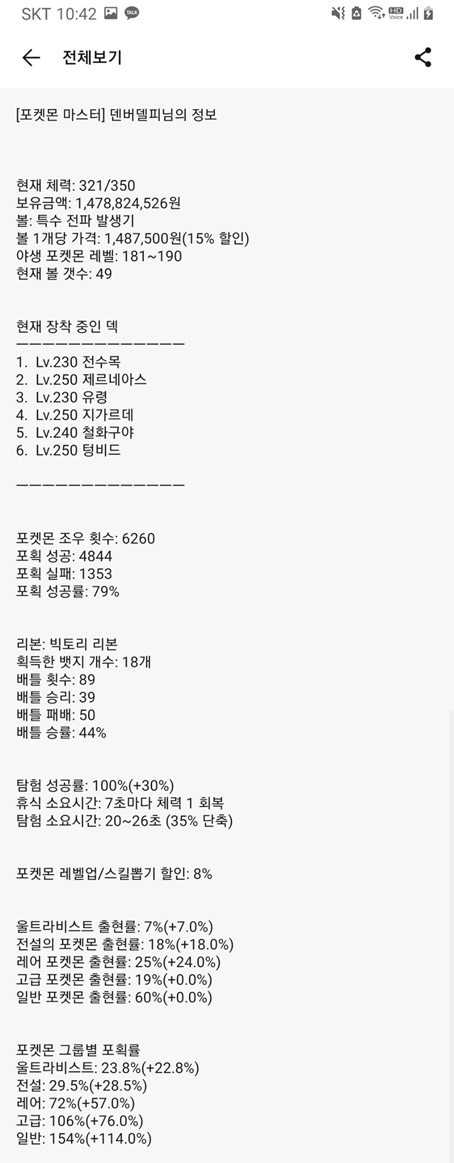 SKT 10:42
전체보기
[포켓몬 마스터] 덴버델피님의 정보
현재 체력: 321/350
보유금액: 1,478,824,526원
볼: 특수 전파 발생기
볼 1개당 가격: 1,487,500원(15% 할인)
야생 포켓몬 레벨: 181~190
현재 볼 갯수: 49
현재 장착 중인 덱
ㅡㅡㅡㅡㅡㅡㅡㅡㅡㅡㅡㅡㅡ
1. Lv.230 전수목
2. Lv.250 제르네아스
3. Lv.230 유령
4. Lv.250 지가르데
5. Lv.240 철화구야
6. Lv.250 텅비드
ㅡㅡㅡㅡㅡㅡㅡㅡㅡㅡㅡㅡㅡ
포켓몬 조우 횟수: 6260
포획 성공: 4844
포획 실패: 1353
포획 성공률: 79%
리본: 빅토리 리본
획득한 뱃지 개수: 18개
배틀 횟수: 89
배틀 승리: 39
배틀 패배: 50
배틀 승률: 44%
탐험 성공률: 100%(+30%)
휴식 소요시간: 7초마다 체력 1 회복
탐험 소요시간: 20~26초 (35% 단축)
포켓몬 레벨업/스킬뽑기 할인: 8%
울트라비스트 출현률: 7%(+7.0%)
전설의 포켓몬 출현률: 18%(+18.0%)
레어 포켓몬 출현률: 25%(+24.0%)
고급 포켓몬 출현률: 19%(+0.0%)
일반 포켓몬 출현률: 60%(+0.0%)
포켓몬 그룹별 포획률
울트라비스트: 23.8%(+22.8%)
전설: 29.5%(+28.5%)
레어: 72%(+57.0%)
고급: 106%(+76.0%)
일반: 154%(+114.0%)